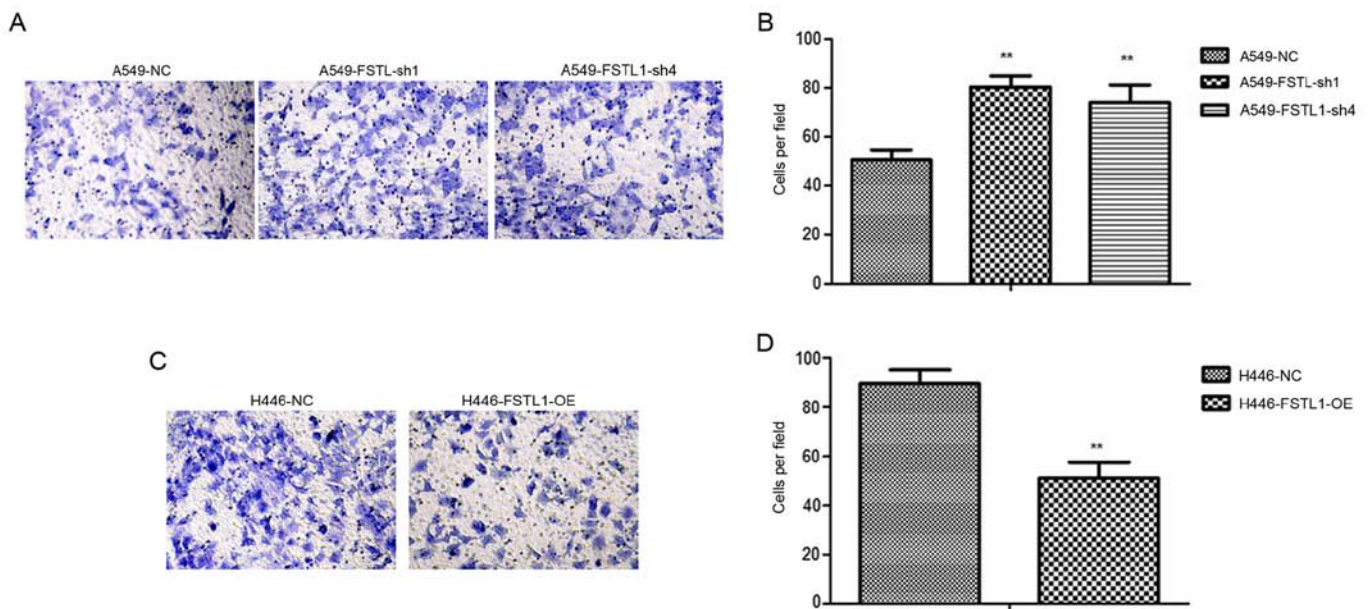 A
A549-NC
A549-FSTL-sh1
A549-FSTL1-sh4
B
100
80
60
40
20
0
Cells per field
**
**
A549-NC
A549-FSTL-sh1
A549-FSTL1-sh4
C
H446-NC
H446-FSTL1-OE
D
100
80
60
40
20
0
Cells per field
**
H446-NC
H446-FSTL1-OE